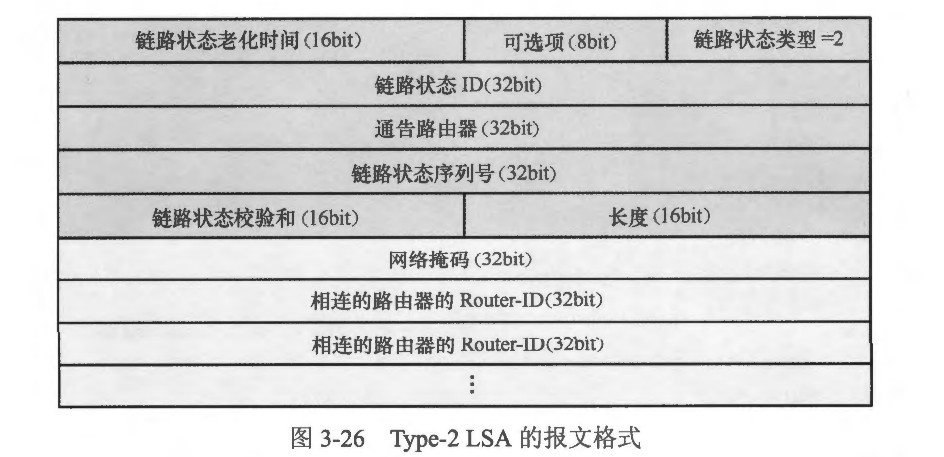 链路状态老化时间(16bit) 可选项(8bit) 链路状态类型=2
链路状态 ID(32bit)
通告路由器(32bit)
链路状态序列号(32bit)
链路状态校验和(16bit) 长度(16bit)
网络掩码(32bit)
相连的路由器的 Router-ID(32bit)
相连的路由器的 Router-ID(32bit)
⋮
图 3-26 Type-2 LSA 的报文格式